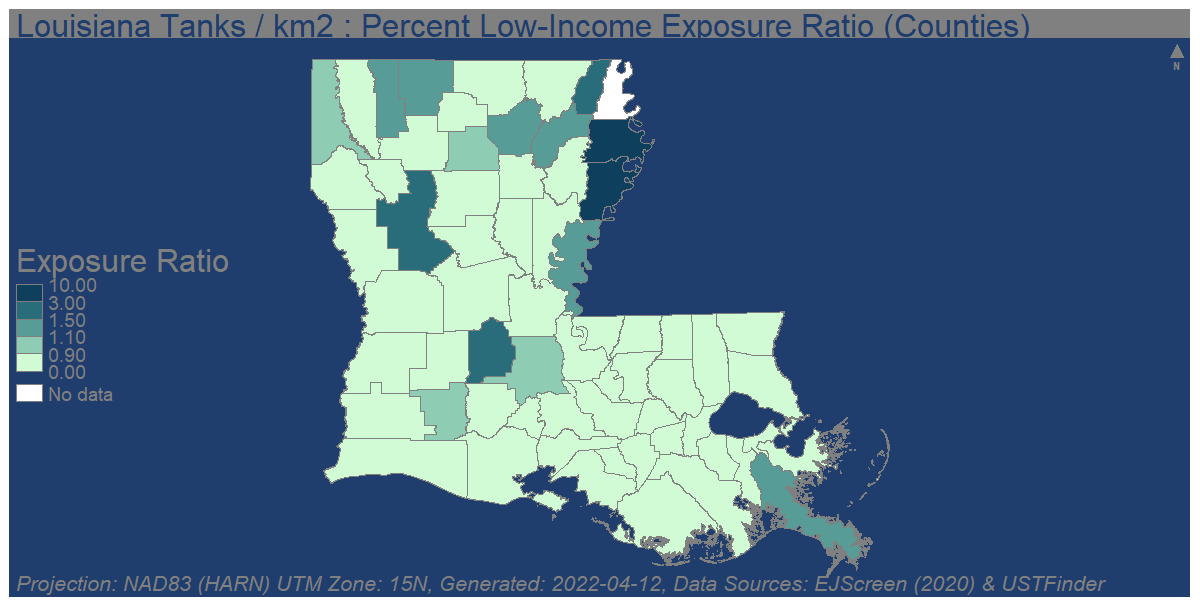 Louisiana Tanks / km2 : Percent Low-Income Exposure Ratio (Counties)
N
Exposure Ratio
10.00
3.00
1.50
1.10
0.90
0.00
No data
Projection: NAD83 (HARN) UTM Zone: 15N, Generated: 2022-04-12, Data Sources: EJScreen (2020) & USTFinder